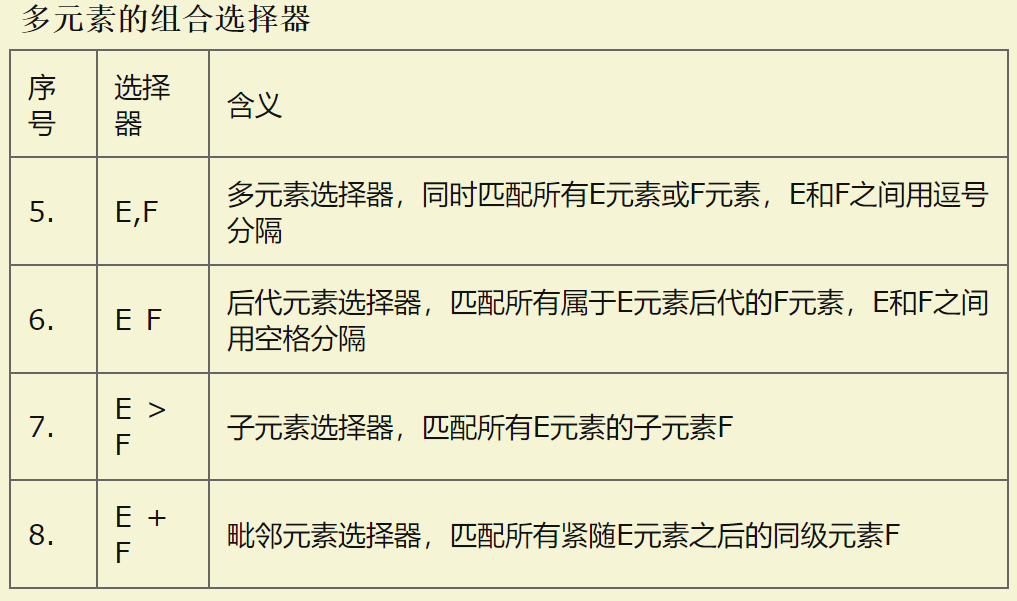 多元素的组合选择器
序
号
选择
器
含义
5.
E,F
多元素选择器，同时匹配所有E元素或F元素，E和F之间用逗号
分隔
6.
E F
后代元素选择器，匹配所有属于E元素后代的F元素，E和F之间
用空格分隔
7.
E >
F
子元素选择器，匹配所有E元素的子元素F
8.
E +
F
毗邻元素选择器，匹配所有紧随E元素之后的同级元素F